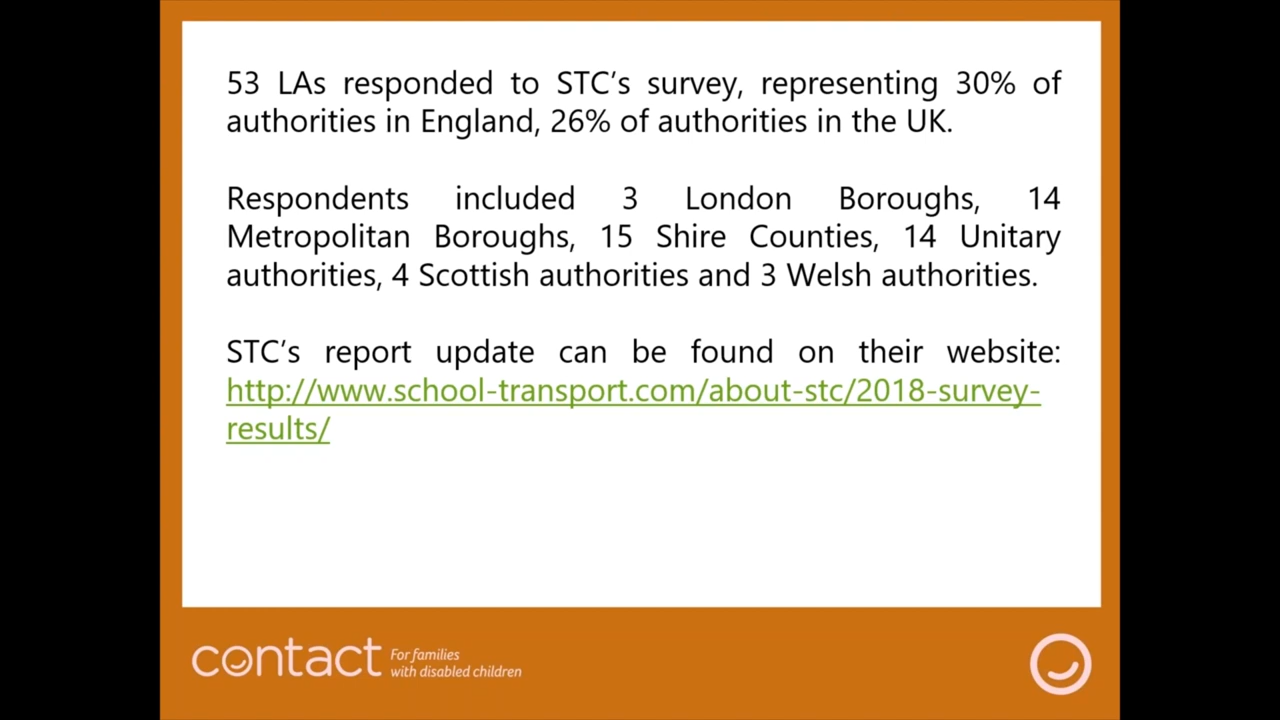 53 LAs responded to STC’s survey, representing 30% of
authorities in England, 26% of authorities in the UK.
Respondents included 3 London Boroughs, 14
Metropolitan Boroughs, 15 Shire Counties, 14 Unitary
authorities, 4 Scottish authorities and 3 Welsh authorities.
STC’s report update can be found on their website:
http://www.school-transport.com/about-stc/2018-survey-
results/
contact
For families
with disabled children